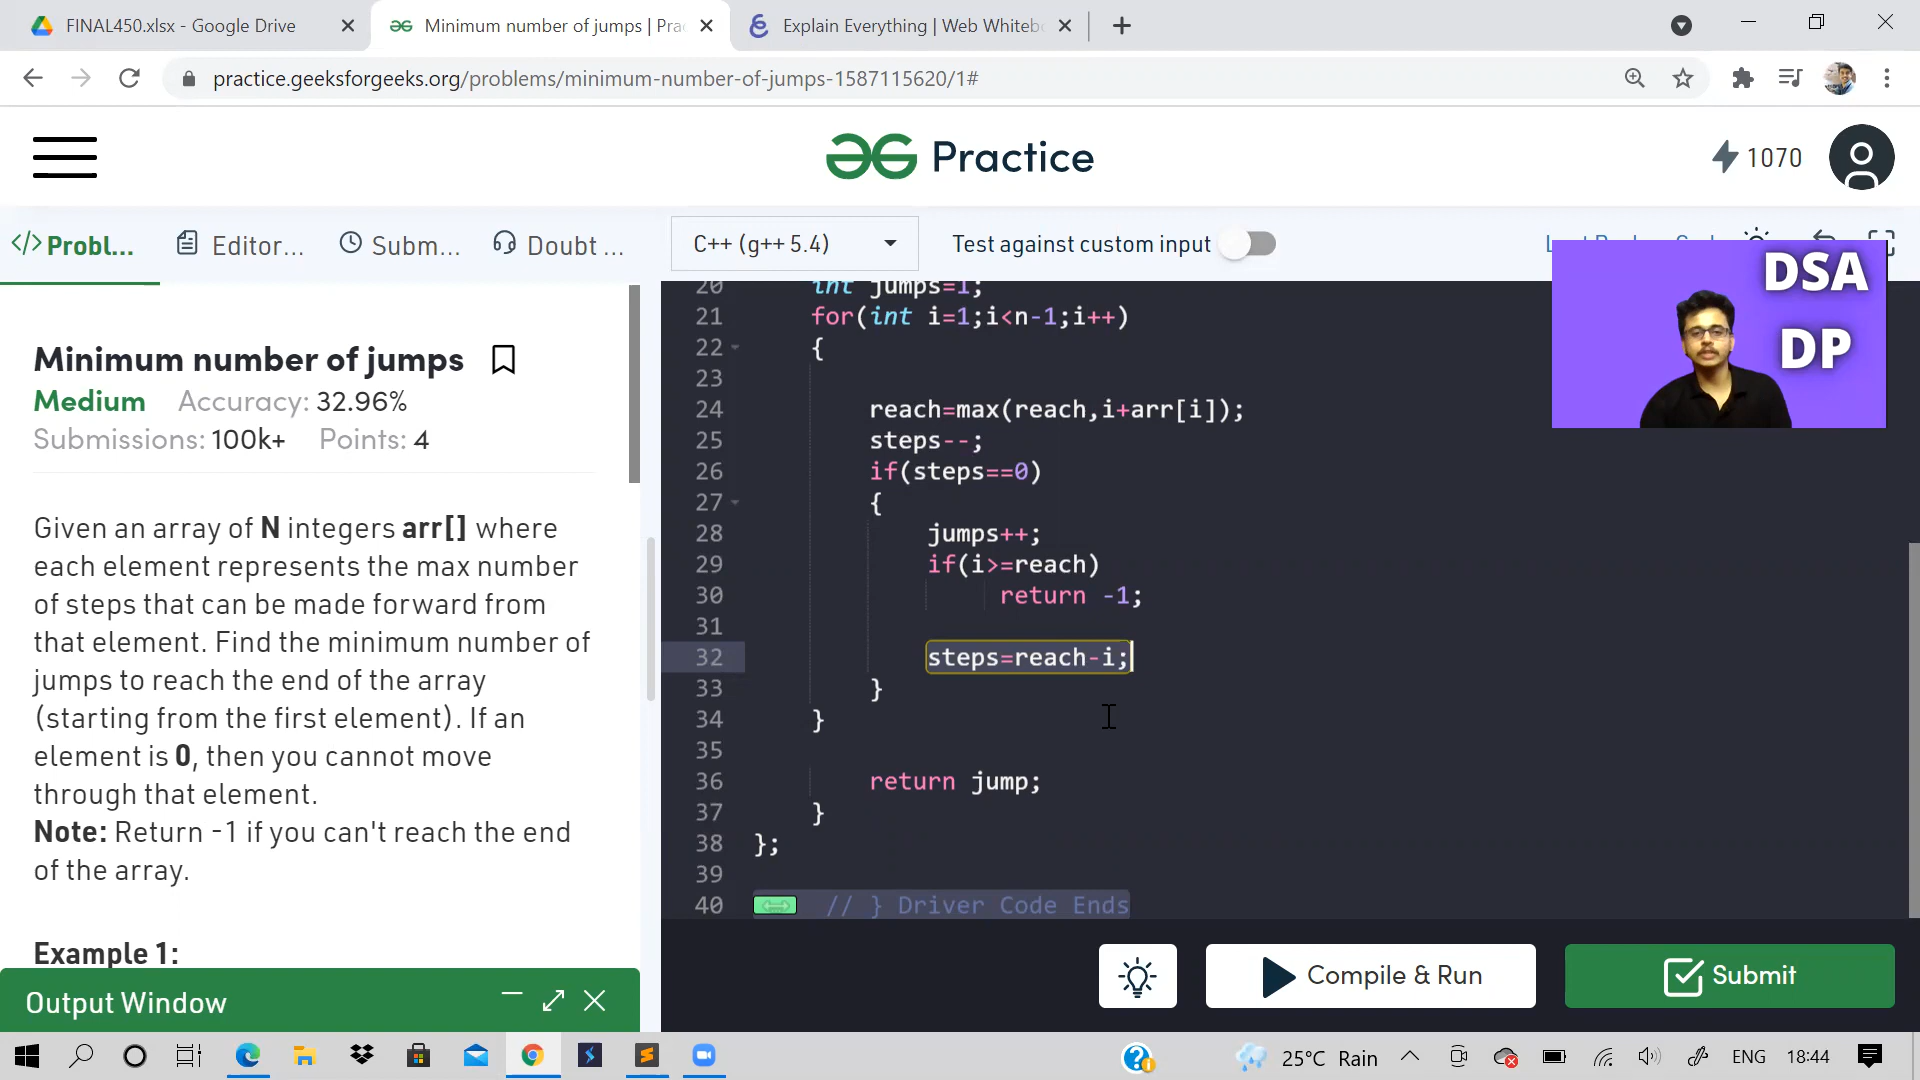 FINAL450.xlsx - Google Drive
Minimum number of jumps | Prac
Explain Everything | Web Whitebo
practice.geeksforgeeks.org/problems/minimum-number-of-jumps-1587115620/1#
Practice
1070
Probl...
Editor...
Subm...
Doubt ...
C++ (g++ 5.4)
Test against custom input
DSA
DP
Minimum number of jumps
Medium Accuracy: 32.96%
Submissions: 100k+ Points: 4
Given an array of N integers arr[] where
each element represents the max number
of steps that can be made forward from
that element. Find the minimum number of
jumps to reach the end of the array
(starting from the first element). If an
element is 0, then you cannot move
through that element.
Note: Return -1 if you can't reach the end
of the array.
Example 1:
Output Window
20 int jumps=1;
21 for(int i=1;i<n-1;i++)
22 {
23
24 reach=max(reach,i+arr[i]);
25 steps--;
26 if(steps==0)
27 {
28 jumps++;
29 if(i>=reach)
30 return -1;
31
32 steps=reach-i;
33 }
34 }
35
36 return jump;
37 }
38 };
39
40 // } Driver Code Ends
Compile & Run
Submit
25°C Rain
ENG
18:44